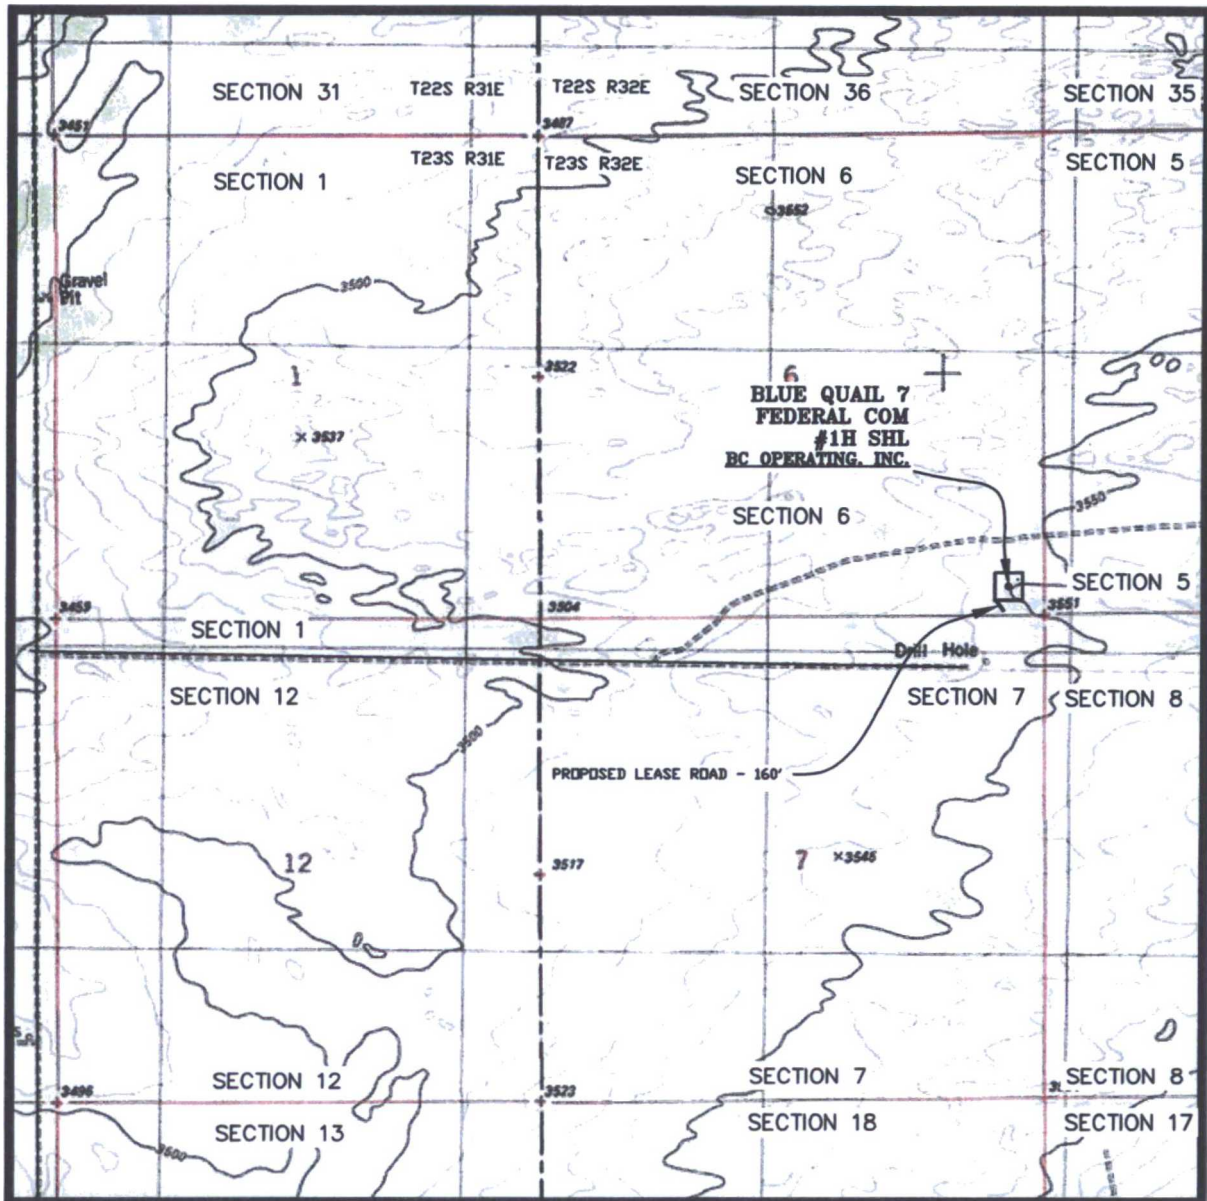 SECTION 31
T22S R31E
T22S R32E
SECTION 36
SECTION 35
3451
3487
T23S R31E
T23S R32E
SECTION 1
SECTION 6
SECTION 5
3552
Gravel
Pit
3500
1
3522
6
BLUE QUAIL 7
FEDERAL COM
#1H SHL
BC OPERATING, INC.
3537
3550
SECTION 6
SECTION 5
3459
3504
3551
SECTION 1
Drill Hole
SECTION 12
SECTION 7
SECTION 8
3500
PROPOSED LEASE ROAD - 160'
12
3517
7
3545
SECTION 12
SECTION 7
SECTION 8
3496
3523
SECTION 13
SECTION 18
SECTION 17
3500